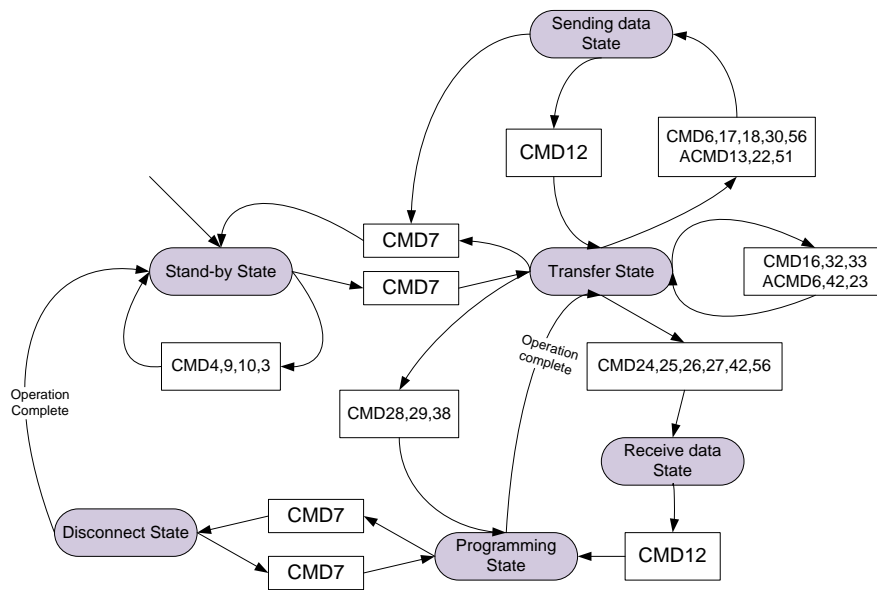 Sending data
State
CMD12
CMD6,17,18,30,56
ACMD13,22,51
CMD7
Stand-by State
CMD7
Transfer State
CMD16,32,33
ACMD6,42,23
CMD4,9,10,3
Operation
Complete
Operation
complete
CMD24,25,26,27,42,56
CMD28,29,38
Receive data
State
Disconnect State
CMD7
CMD7
Programming
State
CMD12